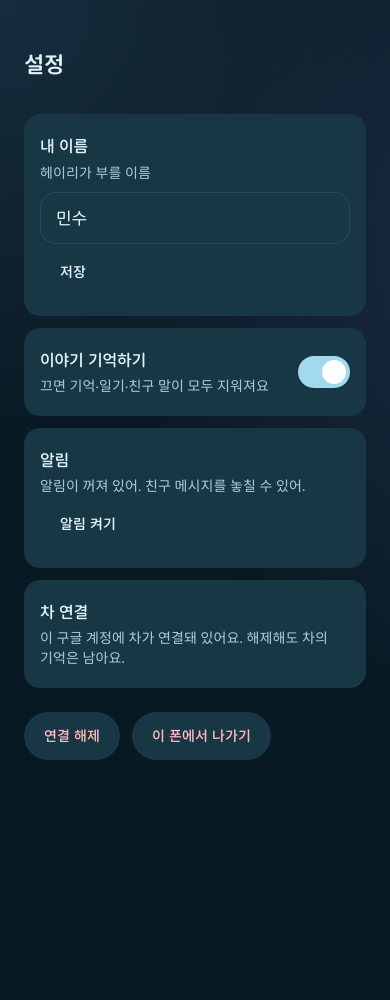 설정
내 이름
헤이리가 부를 이름
민수
저장
이야기 기억하기
끄면 기억·일기·친구 말이 모두 지워져요
알림
알림이 꺼져 있어. 친구 메시지를 놓칠 수 있어.
알림 켜기
차 연결
이 구글 계정에 차가 연결돼 있어요. 해제해도 차의
기억은 남아요.
연결 해제
이 폰에서 나가기